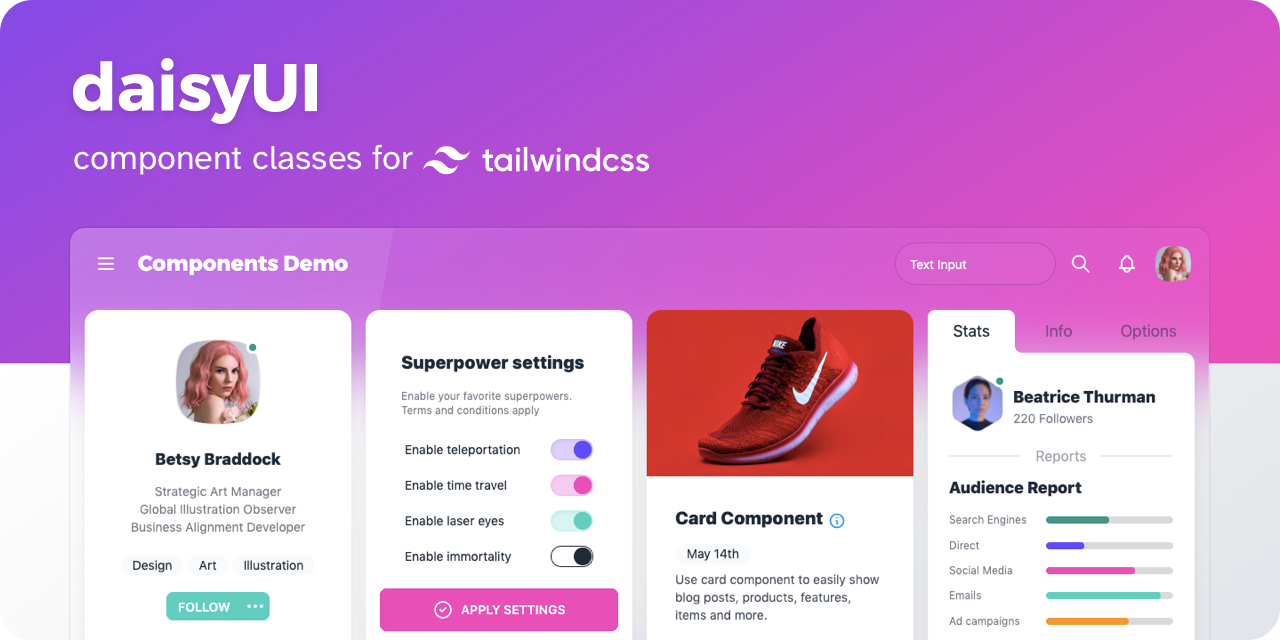 daisyUI
component classes for tailwindcss
Components Demo
Text Input
Betsy Braddock
Strategic Art Manager
Global Illustration Observer
Business Alignment Developer
Design Art Illustration
FOLLOW
Superpower settings
Enable your favorite superpowers.
Terms and conditions apply
Enable teleportation
Enable time travel
Enable laser eyes
Enable immortality
APPLY SETTINGS
NIKE
Card Component
May 14th
Use card component to easily show
blog posts, products, features,
items and more.
Stats Info Options
Beatrice Thurman
220 Followers
Reports
Audience Report
Search Engines
Direct
Social Media
Emails
Ad campaigns